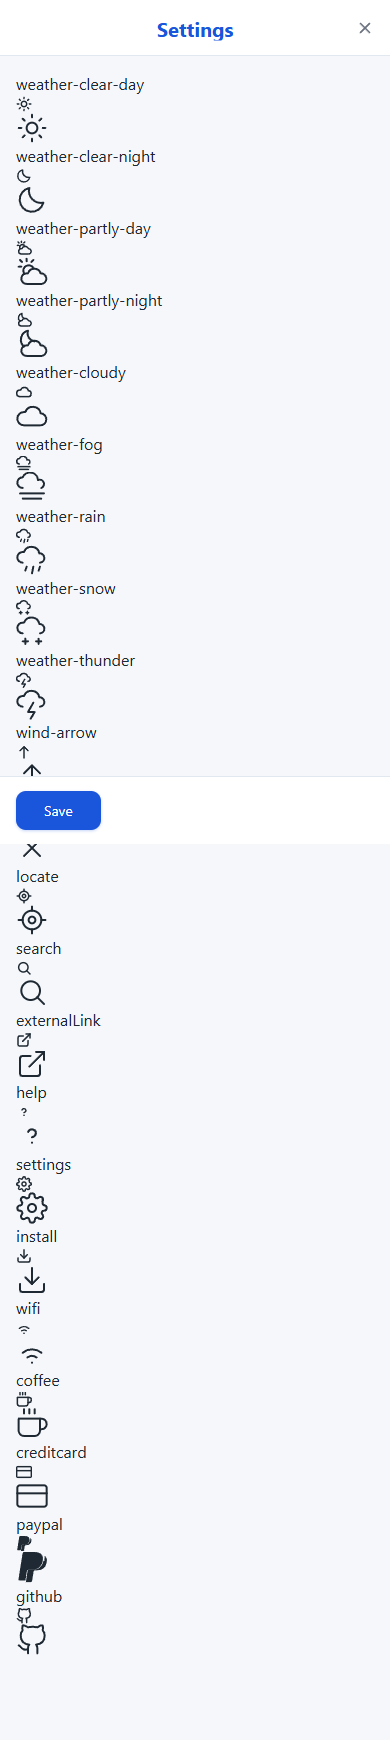 Settings
weather-clear-day
weather-clear-night
weather-partly-day
weather-partly-night
weather-cloudy
weather-fog
weather-rain
weather-snow
weather-thunder
wind-arrow
Save
locate
search
externalLink
help
settings
install
wifi
coffee
creditcard
paypal
github